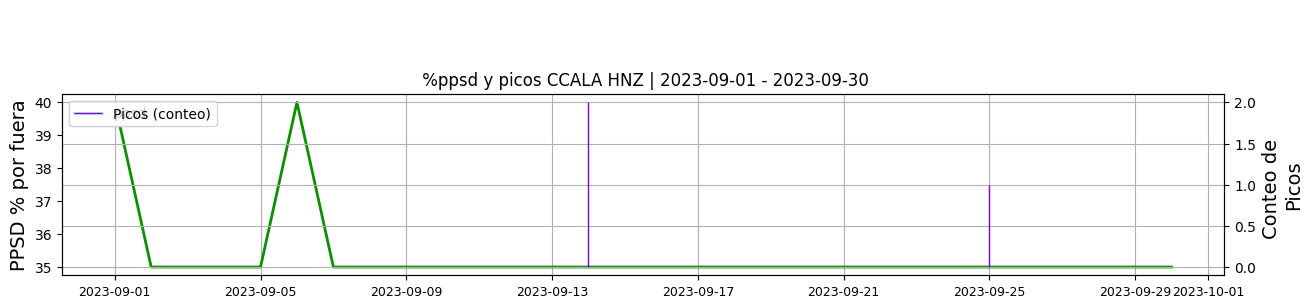 %ppsd y picos CCALA HNZ | 2023-09-01 - 2023-09-30
PPSD % por fuera
40
39
38
37
36
35
Picos (conteo)
2.0
1.5
1.0
0.5
0.0
Conteo de
Picos
2023-09-01 2023-09-05 2023-09-09 2023-09-13 2023-09-17 2023-09-21 2023-09-25 2023-09-29 2023-10-01